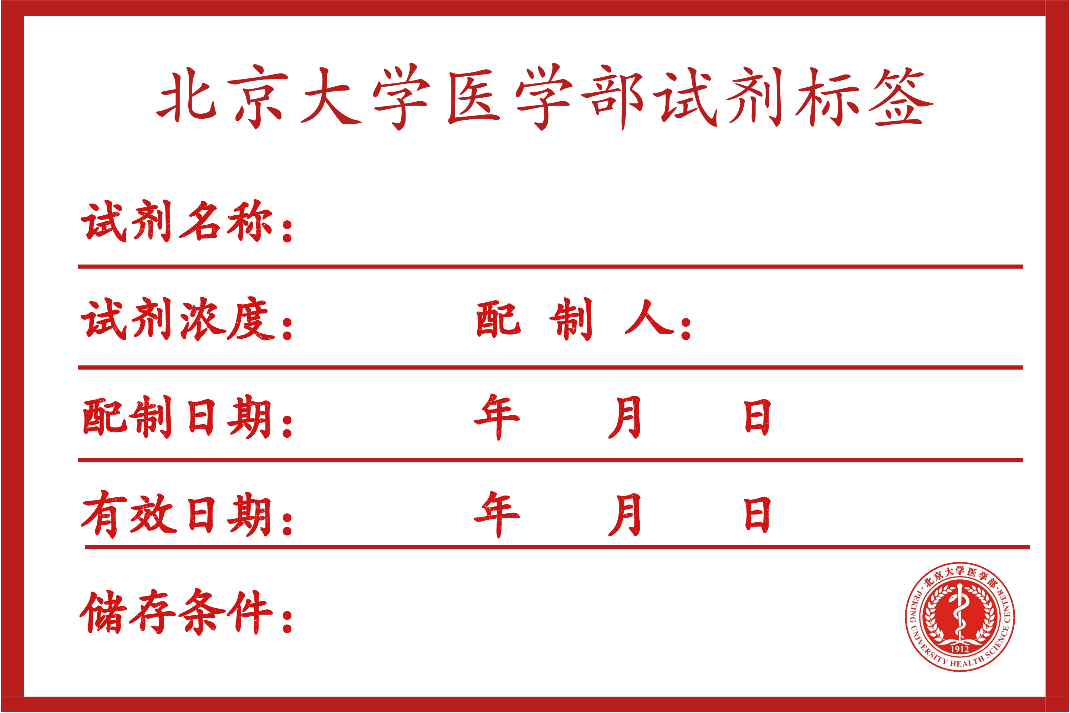 北京大学医学部试剂标签
试剂名称：
试剂浓度： 配 制 人：
配制日期： 年 月 日
有效日期： 年 月 日
储存条件：
·北京大学医学部·
PEKING UNIVERSITY HEALTH SCIENCE CENTER
1912